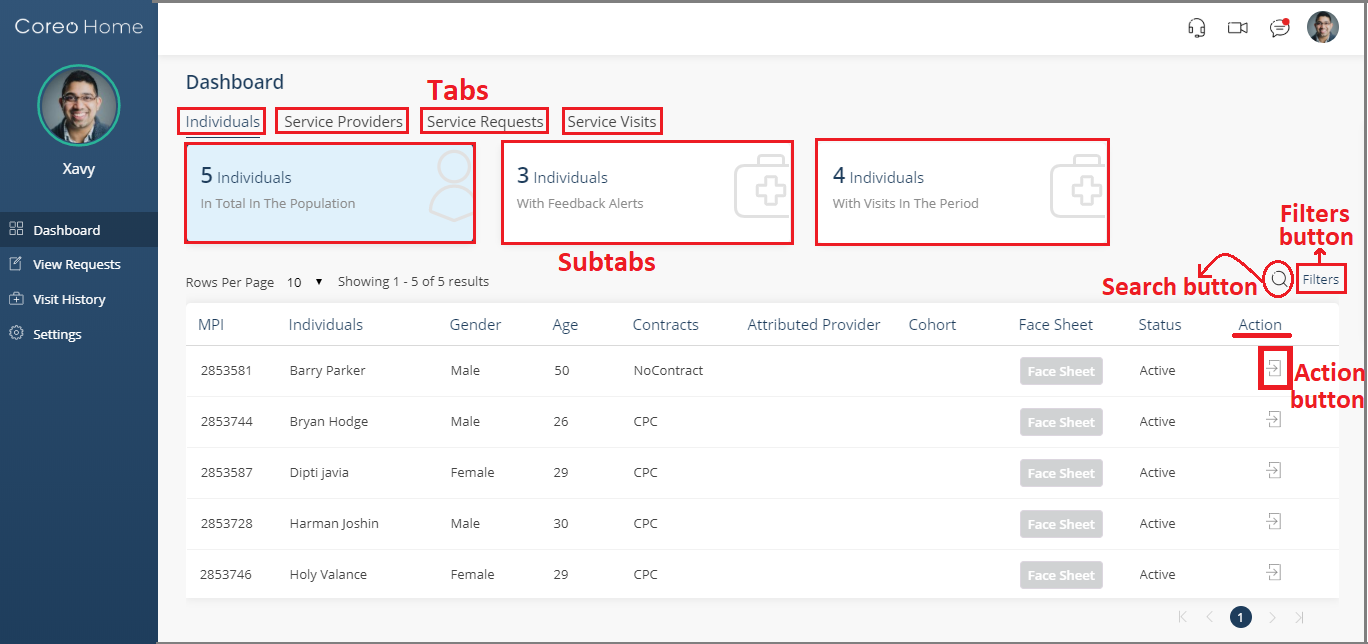 Coreo Home
Xavy
Dashboard
View Requests
Visit History
Settings
Dashboard
Tabs
Individuals Service Providers Service Requests Service Visits
5 Individuals
In Total In The Population
3 Individuals
With Feedback Alerts
4 Individuals
With Visits In The Period
Subtabs
Filters
button
Search button
Filters
Rows Per Page 10 ▼ Showing 1 - 5 of 5 results
MPI Individuals Gender Age Contracts Attributed Provider Cohort Face Sheet Status Action
2853581 Barry Parker Male 50 NoContract Face Sheet Active
Action
button
2853744 Bryan Hodge Male 26 CPC Face Sheet Active
2853587 Dipti javia Female 29 CPC Face Sheet Active
2853728 Harman Joshin Male 30 CPC Face Sheet Active
2853746 Holy Valance Female 29 CPC Face Sheet Active
1